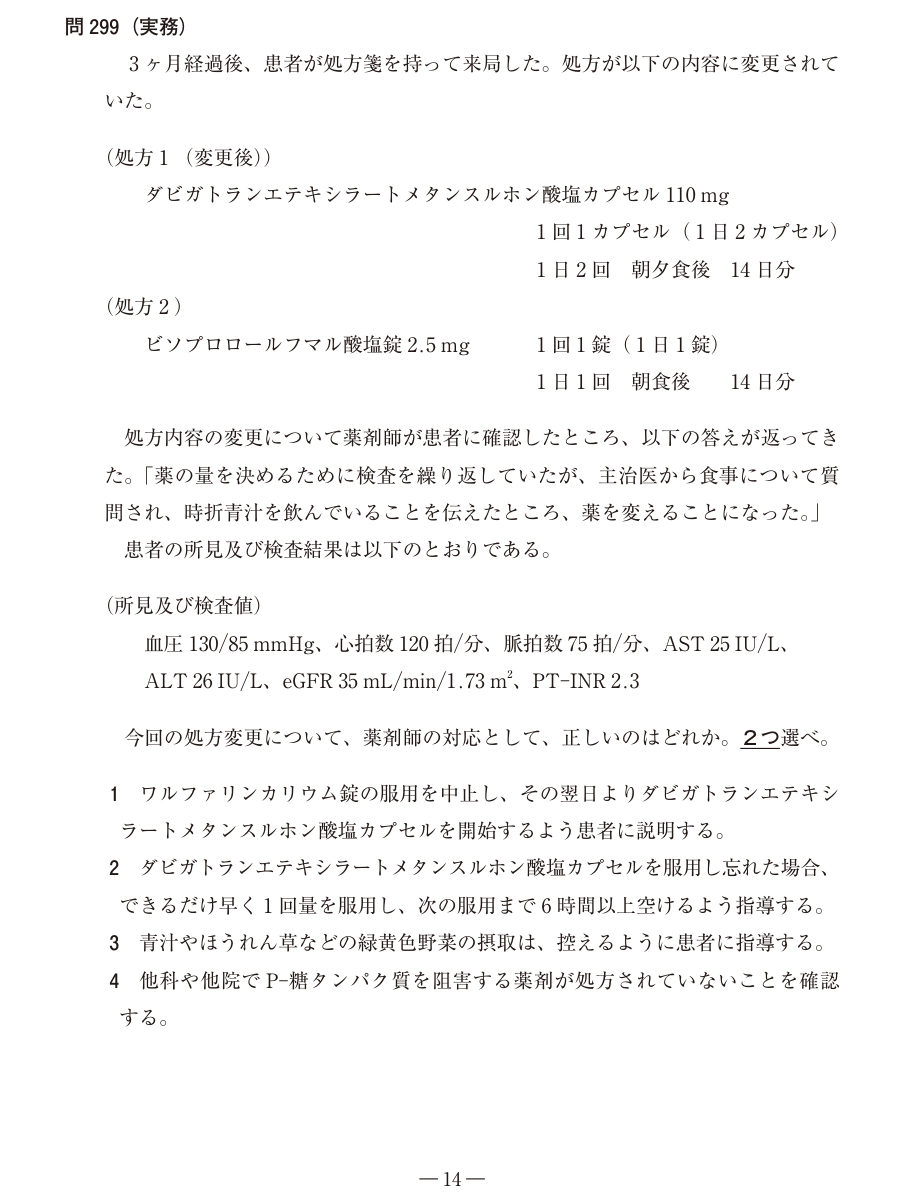 問 299（実務）
3ヶ月経過後、患者が処方箋を持って来局した。処方が以下の内容に変更されて
いた。
（処方1（変更後））
ダビガトランエテキシラートメタンスルホン酸塩カプセル 110 mg
1回1カプセル（1日2カプセル）
1日2回　朝夕食後　14日分
（処方2）
ビソプロロールフマル酸塩錠 2.5 mg　1回1錠（1日1錠）
1日1回　朝食後　14日分
処方内容の変更について薬剤師が患者に確認したところ、以下の答えが返ってき
た。「薬の量を決めるために検査を繰り返していたが、主治医から食事について質
問され、時折青汁を飲んでいることを伝えたところ、薬を変えることになった。」
患者の所見及び検査結果は以下のとおりである。
（所見及び検査値）
血圧 130/85 mmHg、心拍数 120 拍/分、脈拍数 75 拍/分、AST 25 IU/L、
ALT 26 IU/L、eGFR 35 mL/min/1.73 m²、PT-INR 2.3
今回の処方変更について、薬剤師の対応として、正しいのはどれか。2つ選べ。
1　ワルファリンカリウム錠の服用を中止し、その翌日よりダビガトランエテキシ
ラートメタンスルホン酸塩カプセルを開始するよう患者に説明する。
2　ダビガトランエテキシラートメタンスルホン酸塩カプセルを服用し忘れた場合、
できるだけ早く1回量を服用し、次の服用まで6時間以上空けるよう指導する。
3　青汁やほうれん草などの緑黄色野菜の摂取は、控えるように患者に指導する。
4　他科や他院でP-糖タンパク質を阻害する薬剤が処方されていないことを確認
する。
— 14 —